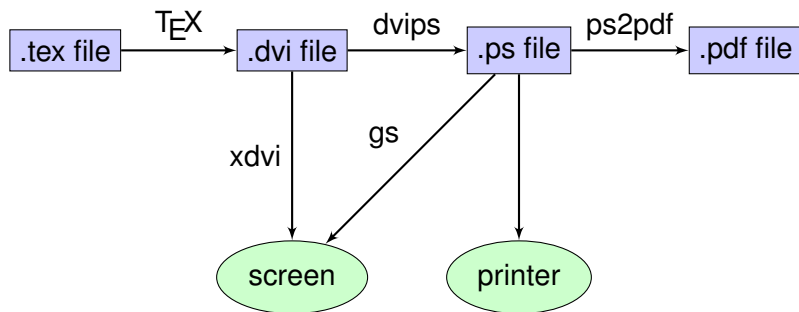 TEX
dvips
ps2pdf
.tex file
.dvi file
.ps file
.pdf file
xdvi
gs
screen
printer